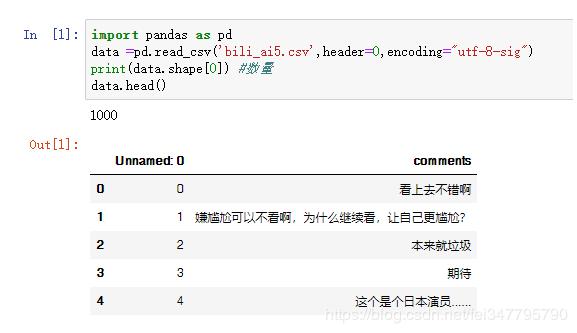 In [1]: import pandas as pd
data =pd.read_csv('bili_ai5.csv',header=0,encoding="utf-8-sig")
print(data.shape[0]) #数量
data.head()
1000
Out[1]:
Unnamed: 0 comments
0 0 看上去不错啊
1 1 嫌尴尬可以不看啊，为什么继续看，让自己更尴尬？
2 2 本来就垃圾
3 3 期待
4 4 这个是个日本演员......
https://blog.csdn.net/fei347795790